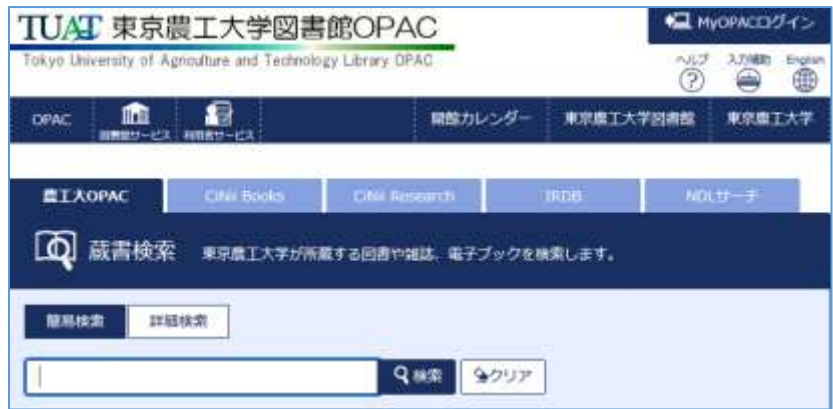 TUAT 東京農工大学図書館OPAC
MyOPACログイン
Tokyo University of Agriculture and Technology Library OPAC
ヘルプ 入力補助 English
OPAC 図書館サービス 利用者サービス 開館カレンダー 東京農工大学図書館 東京農工大学
農工大OPAC CiNii Books CiNii Research IRDB NDLサーチ
蔵書検索 東京農工大学が所蔵する図書や雑誌、電子ブックを検索します。
簡易検索 詳細検索
検索 クリア